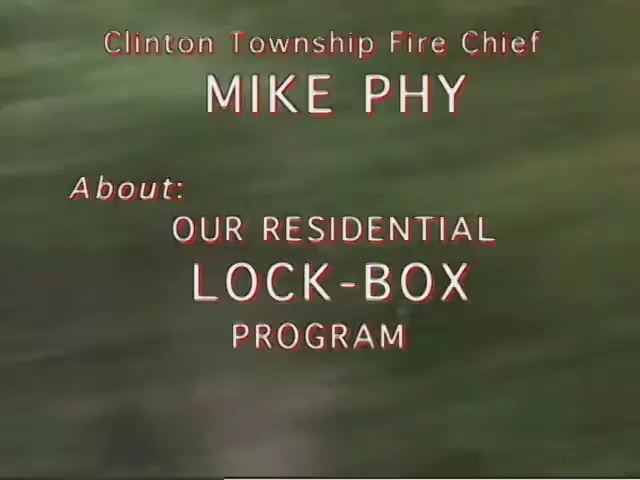 Clinton Township Fire Chief
MIKE PHY
About:
OUR RESIDENTIAL
LOCK-BOX
PROGRAM